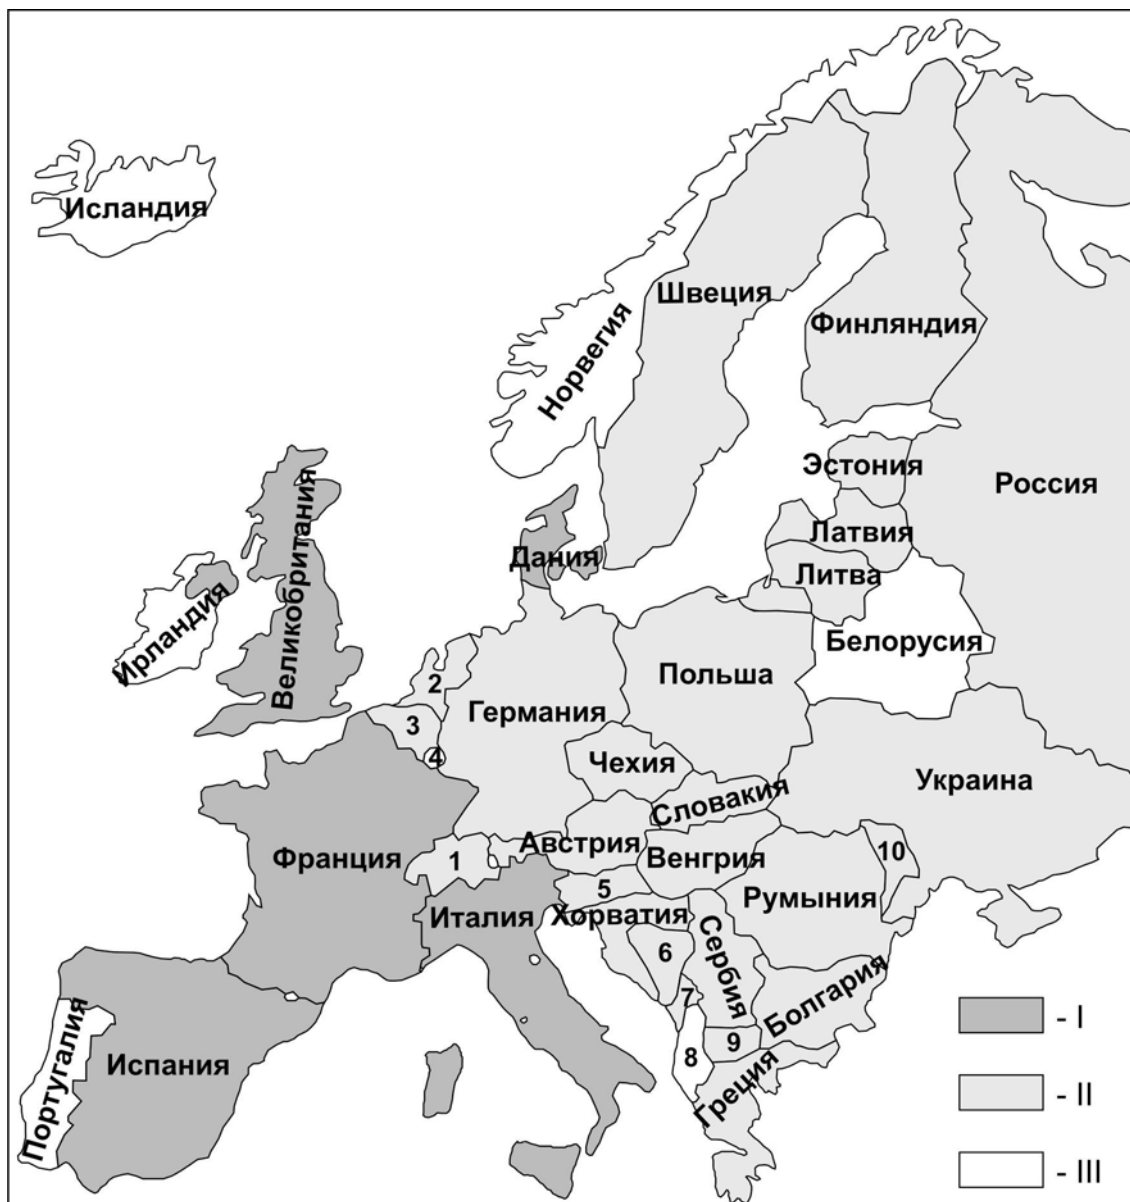 Исландия
Швеция
Финляндия
Норвегия
Эстония
Россия
Латвия
Дания
Литва
Великобритания
Ирландия
Белорусия
Польша
2
Германия
3
4
Чехия
Украина
Словакия
Австрия
Венгрия
10
Франция
1
5
Румыния
Италия
Хорватия
Сербия
6
7
Болгария
- I
Португалия
Испания
8
9
Греция
- II
- III